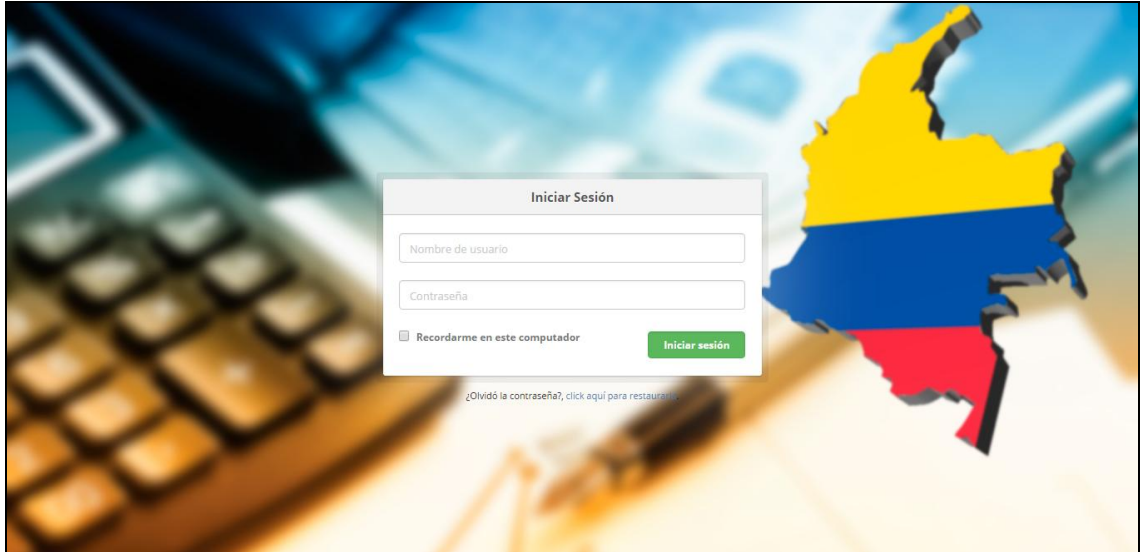 Iniciar Sesión
Nombre de usuario
Contraseña
Recordarme en este computador
Iniciar sesión
¿Olvidó la contraseña?, click aquí para restaurarla.